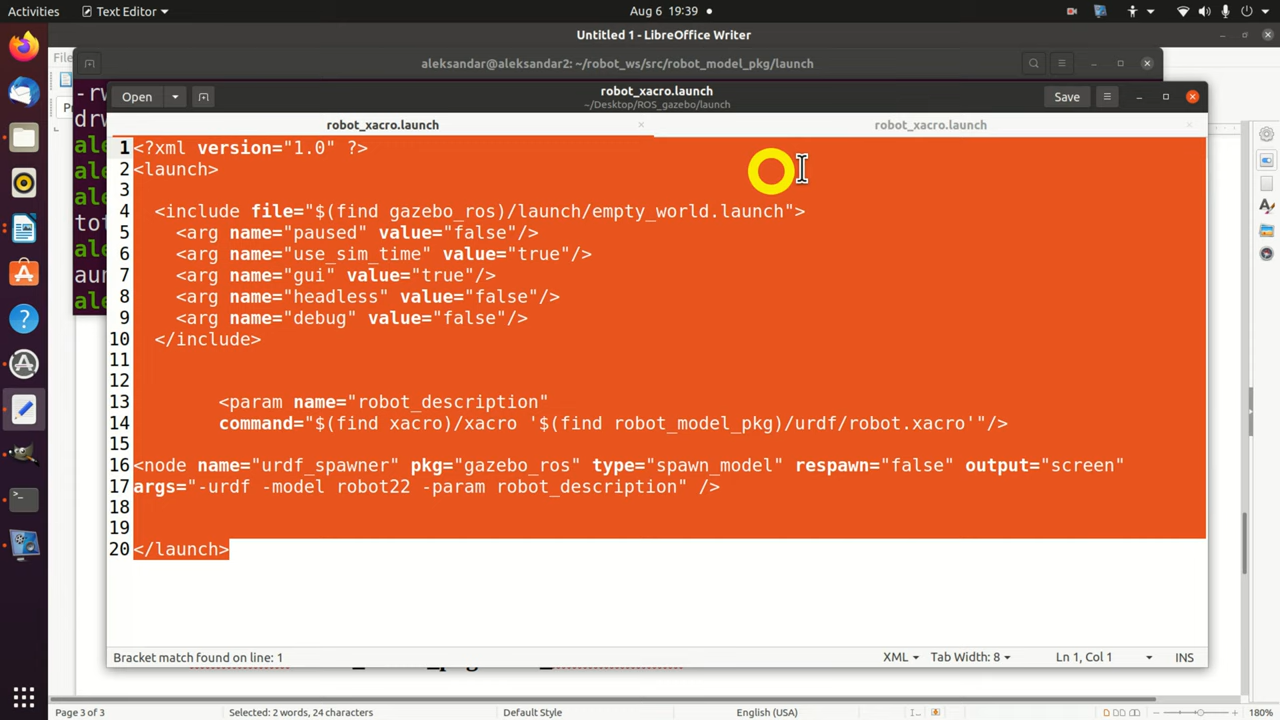 Activities
Text Editor
Aug 6 19:39
Untitled 1 - LibreOffice Writer
File
aleksandar@aleksandar2: ~/robot_ws/src/robot_model_pkg/launch
Open
robot_xacro.launch
~/Desktop/ROS_gazebo/launch
Save
robot_xacro.launch
robot_xacro.launch
1 <?xml version="1.0" ?>
2 <launch>
3
4 <include file="$(find gazebo_ros)/launch/empty_world.launch">
5 <arg name="paused" value="false"/>
6 <arg name="use_sim_time" value="true"/>
7 <arg name="gui" value="true"/>
8 <arg name="headless" value="false"/>
9 <arg name="debug" value="false"/>
10 </include>
11
12
13 <param name="robot_description"
14 command="$(find xacro)/xacro '$(find robot_model_pkg)/urdf/robot.xacro'"/>
15
16 <node name="urdf_spawner" pkg="gazebo_ros" type="spawn_model" respawn="false" output="screen"
17 args="-urdf -model robot22 -param robot_description" />
18
19
20 </launch>
Bracket match found on line: 1
XML
Tab Width: 8
Ln 1, Col 1
INS
Page 3 of 3
Selected: 2 words, 24 characters
Default Style
English (USA)
180%